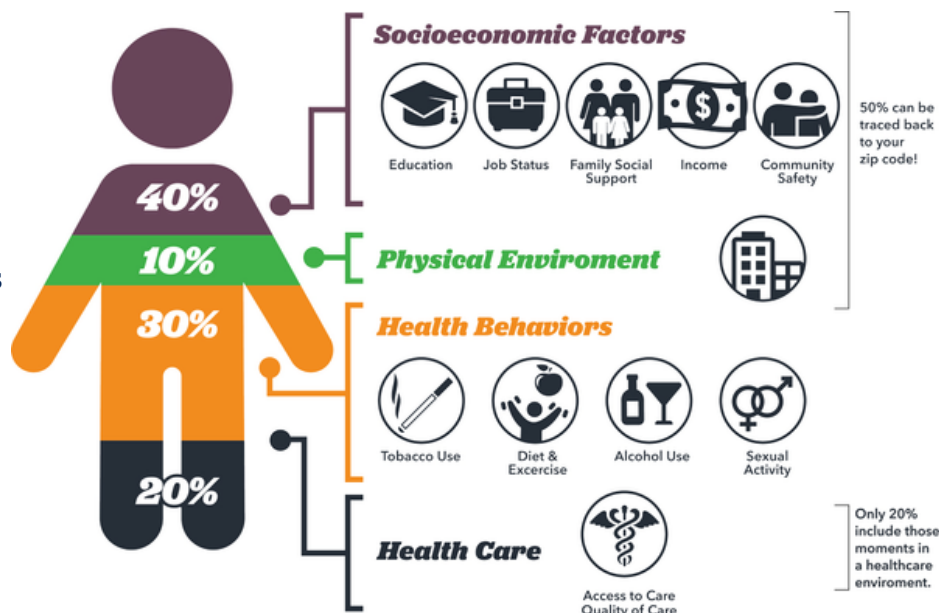 Socioeconomic Factors
Education
Job Status
Family Social
Support
Income
Community
Safety
50% can be
traced back
to your
zip code!
40%
10%
Physical Enviroment
30%
Health Behaviors
Tobacco Use
Diet &
Excercise
Alcohol Use
Sexual
Activity
20%
Health Care
Access to Care
Quality of Care
Only 20%
include those
moments in
a healthcare
enviroment.